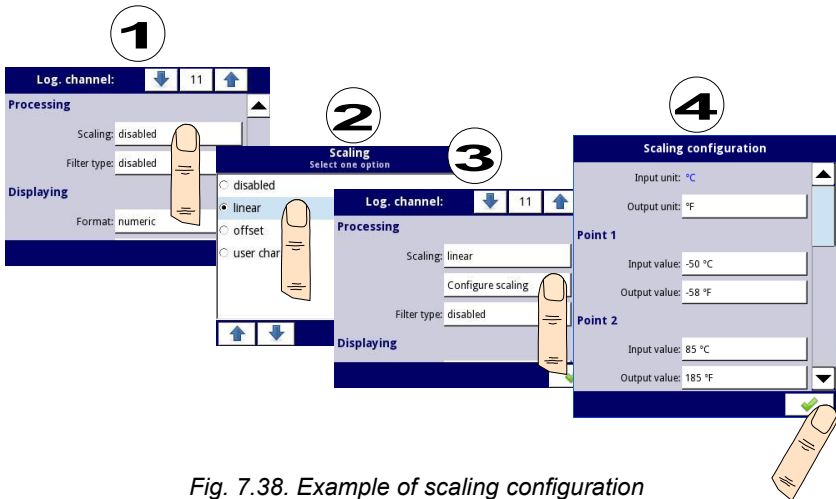 1
Log. channel: 11
Processing
Scaling: disabled
Filter type: disabled
Displaying
Format: numeric
2
Scaling
Select one option
disabled
linear
offset
user char
3
Log. channel: 11
Processing
Scaling: linear
Configure scaling
Filter type: disabled
Displaying
4
Scaling configuration
Input unit: °C
Output unit: °F
Point 1
Input value: -50 °C
Output value: -58 °F
Point 2
Input value: 85 °C
Output value: 185 °F
Fig. 7.38. Example of scaling configuration